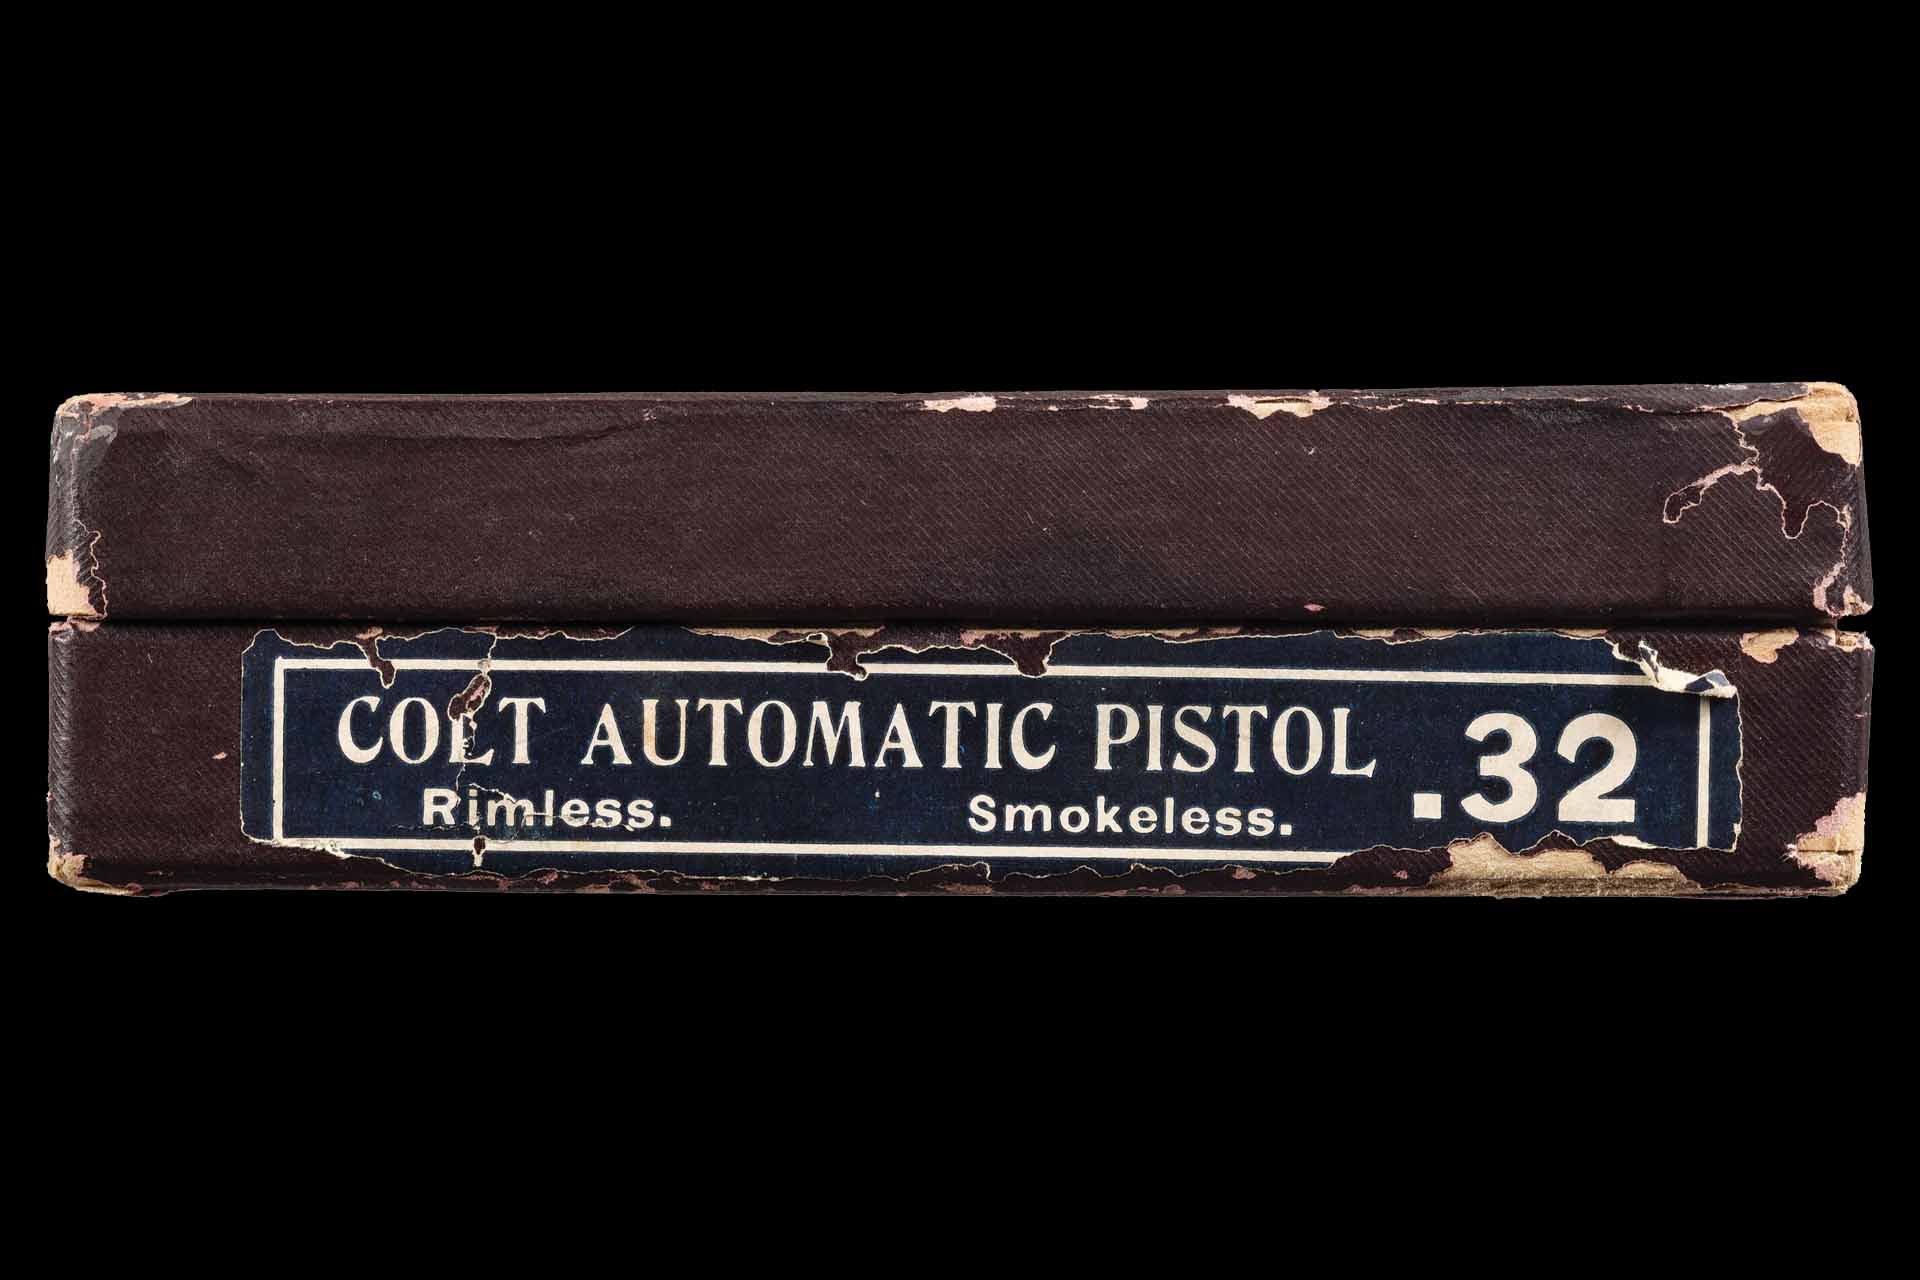 COLT AUTOMATIC PISTOL .32
Rimless. Smokeless.